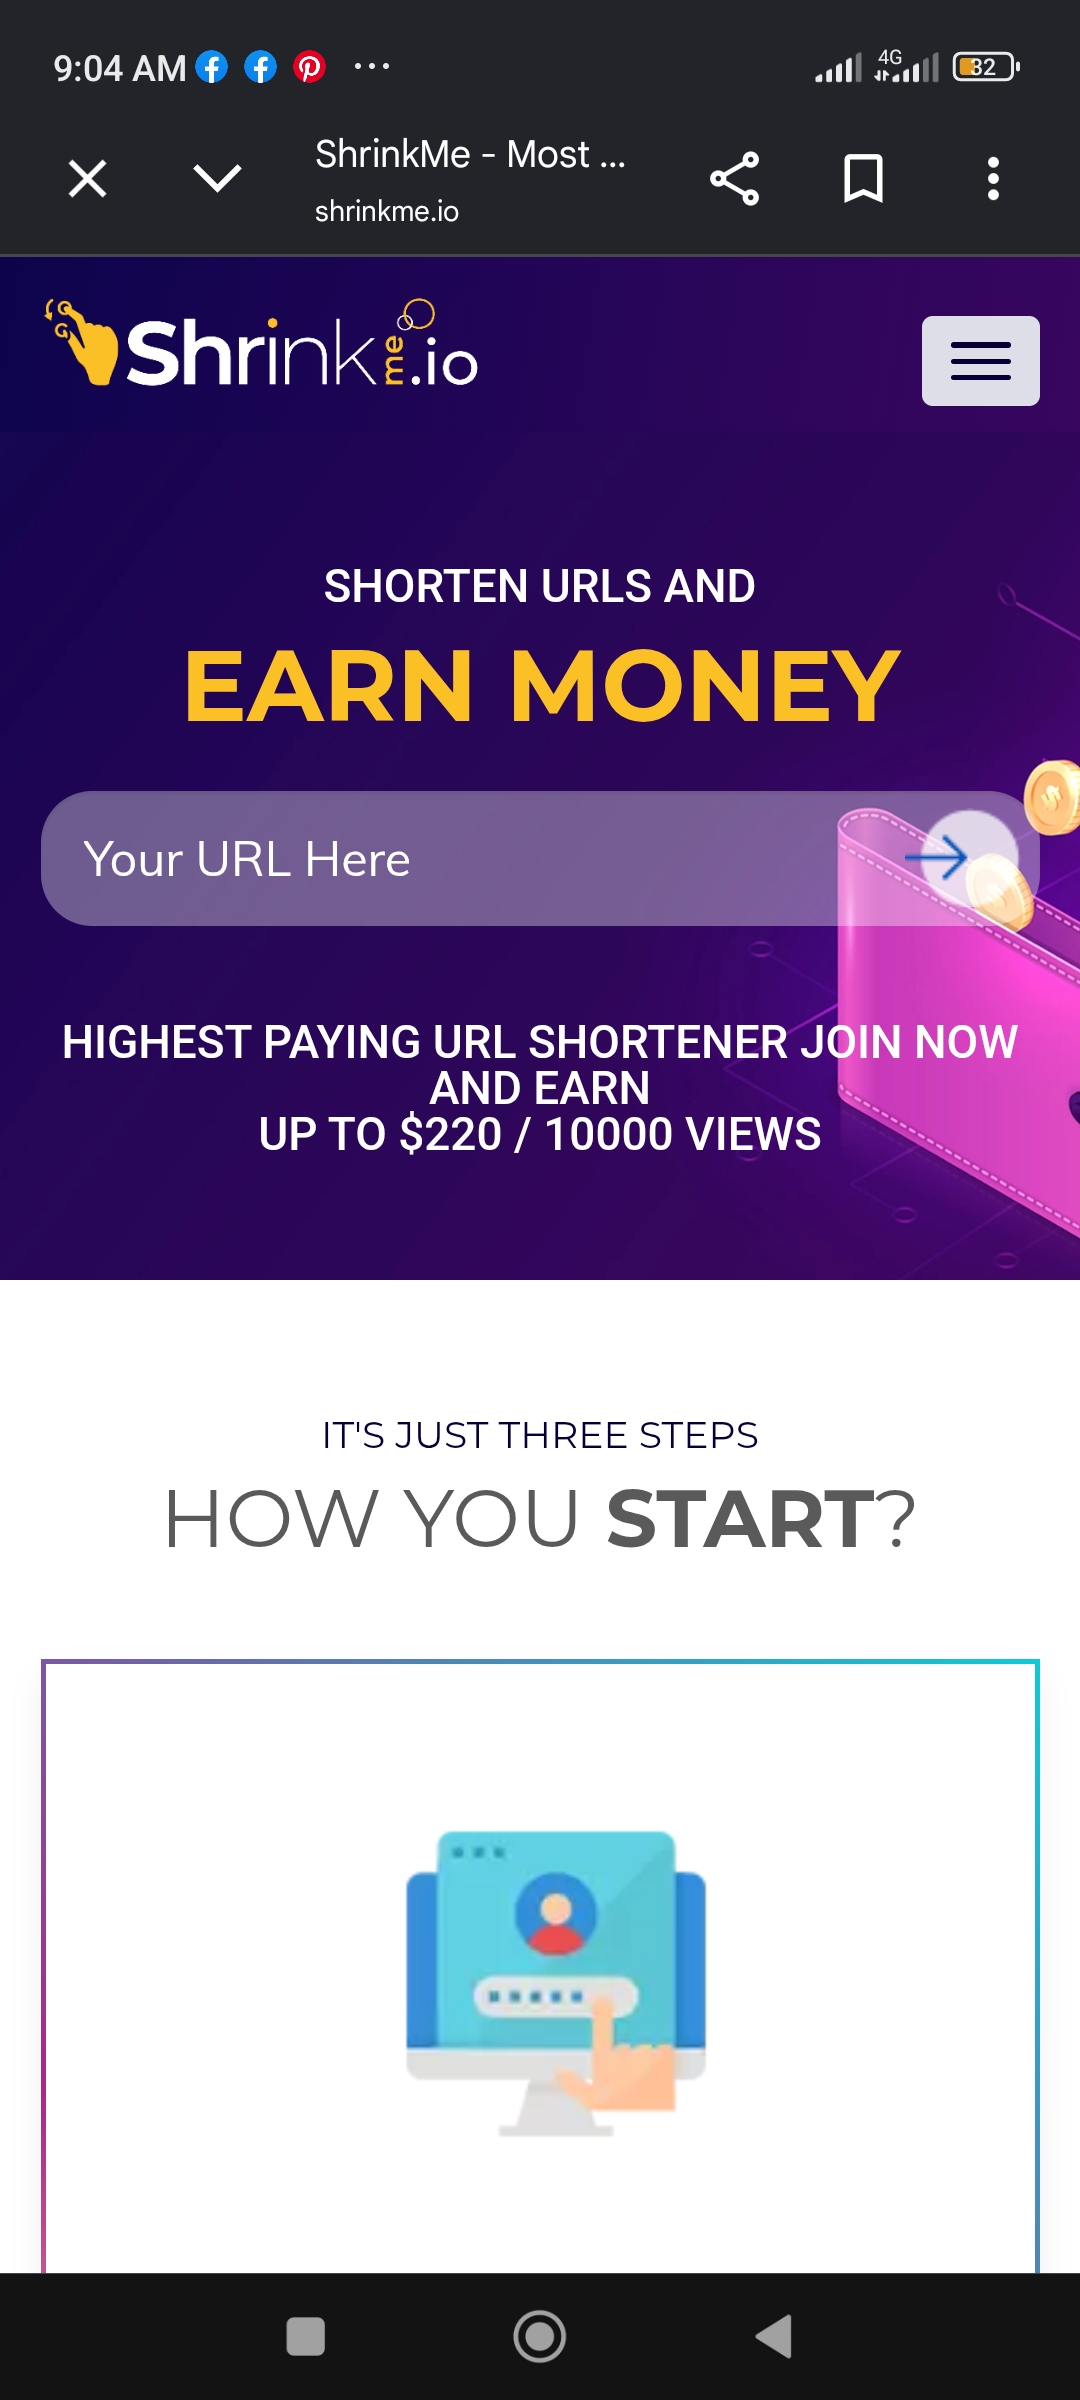 9:04 AM
4G
32
ShrinkMe - Most ...
shrinkme.io
Shrinkme.io
SHORTEN URLS AND
EARN MONEY
Your URL Here
HIGHEST PAYING URL SHORTENER JOIN NOW
AND EARN
UP TO $220 / 10000 VIEWS
IT'S JUST THREE STEPS
HOW YOU START?